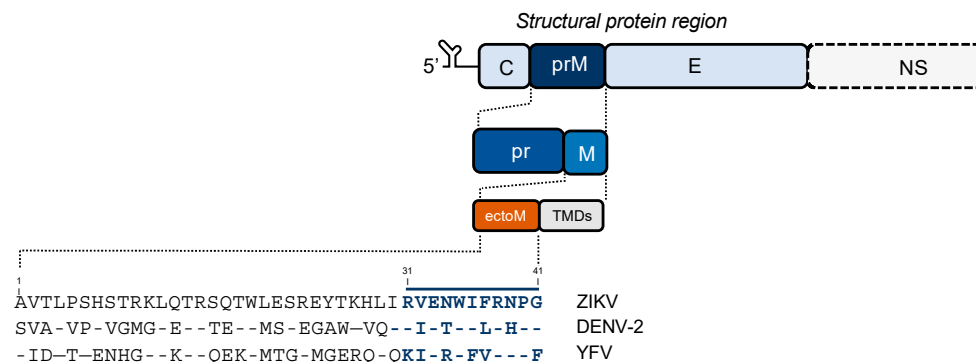 Structural protein region
5’ C prM E NS
pr M
ectoM TMDs
1 31 41
AVTLPSHSTRKLQTRSQTWLESREYTKHLIRVENWIFRNPG ZIKV
SVA-VP-VGMG-E--TE--MS-EGAW—VQ--I-T--L-H-- DENV-2
-ID—T—ENHG--K--QEK-MTG-MGERQ-QKI-R-FV---F YFV